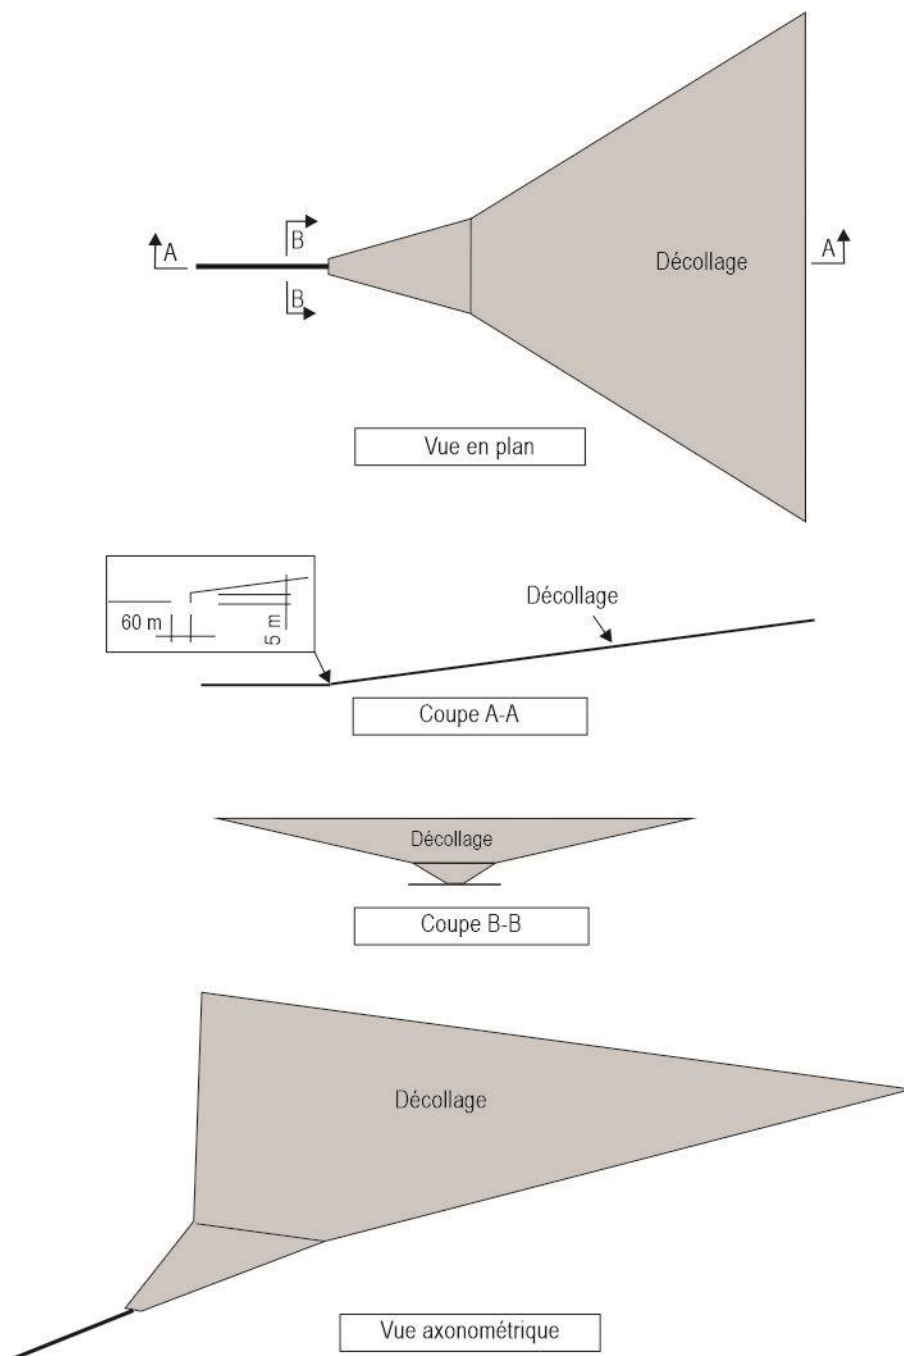 B
A
A
Décollage
B
Vue en plan
60 m
5 m
Décollage
Coupe A-A
Décollage
Coupe B-B
Décollage
Vue axonométrique